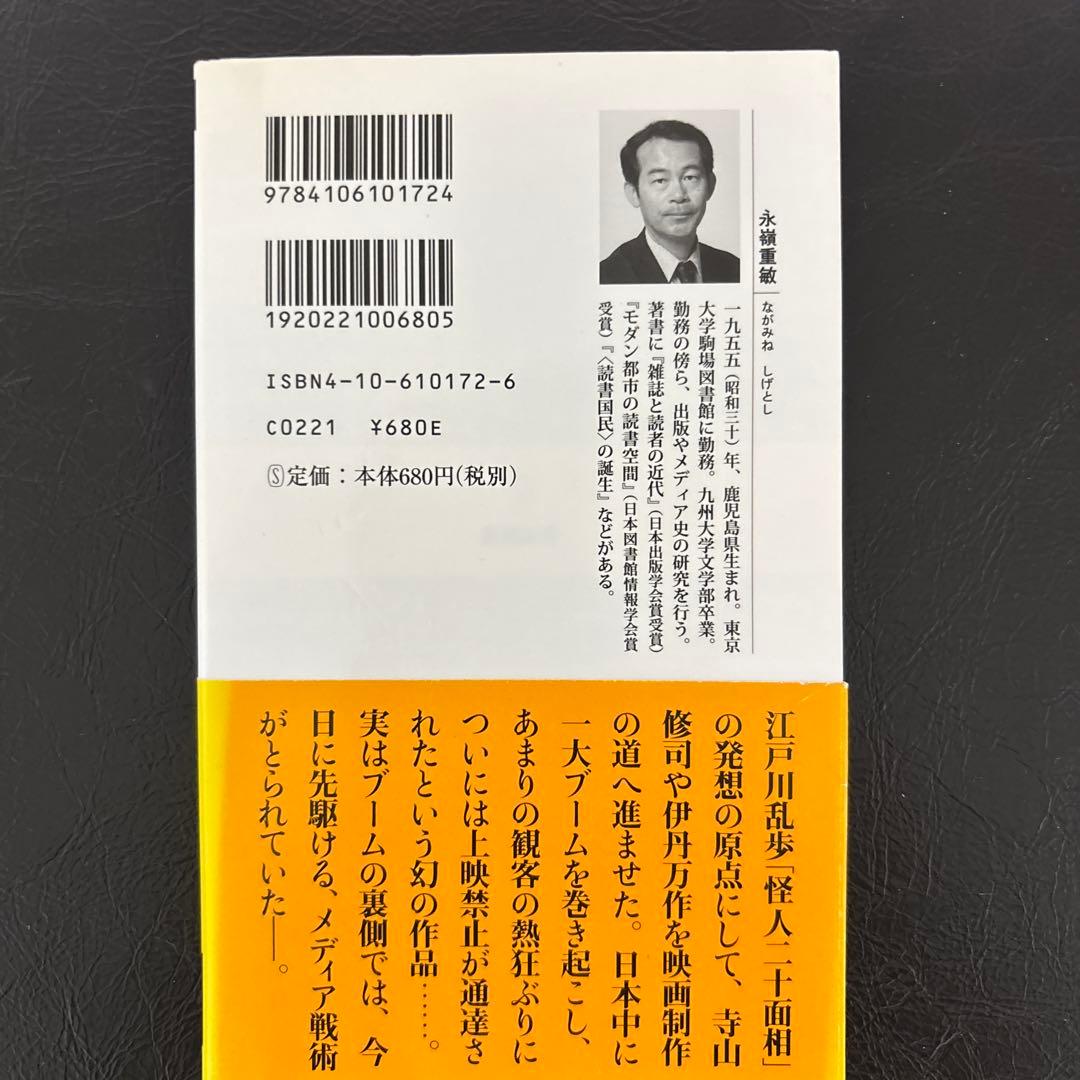 9784106101724
1920221006805
ISBN4-10-610172-6
C0221 ¥680E
Ⓢ定価：本体680円(税別)
永嶺重敏
ながみね しげとし
一九五五（昭和三十）年、鹿児島県生まれ。東京
大学駒場図書館に勤務。九州大学文学部卒業。
勤務の傍ら、出版やメディア史の研究を行う。
著書に『雑誌と読者の近代』（日本出版学会賞受賞）
『モダン都市の読書空間』（日本図書館情報学会賞
受賞）『〈読書国民〉の誕生』などがある。
江戸川乱歩「怪人二十面相」
の発想の原点にして、寺山
修司や伊丹万作を映画制作
の道へ進ませた。日本中に
一大ブームを巻き起こし、
あまりの観客の熱狂ぶりに
ついには上映禁止が通達さ
れたという幻の作品……。
実はブームの裏側では、今
日に先駆ける、メディア戦術
がとられていた――。